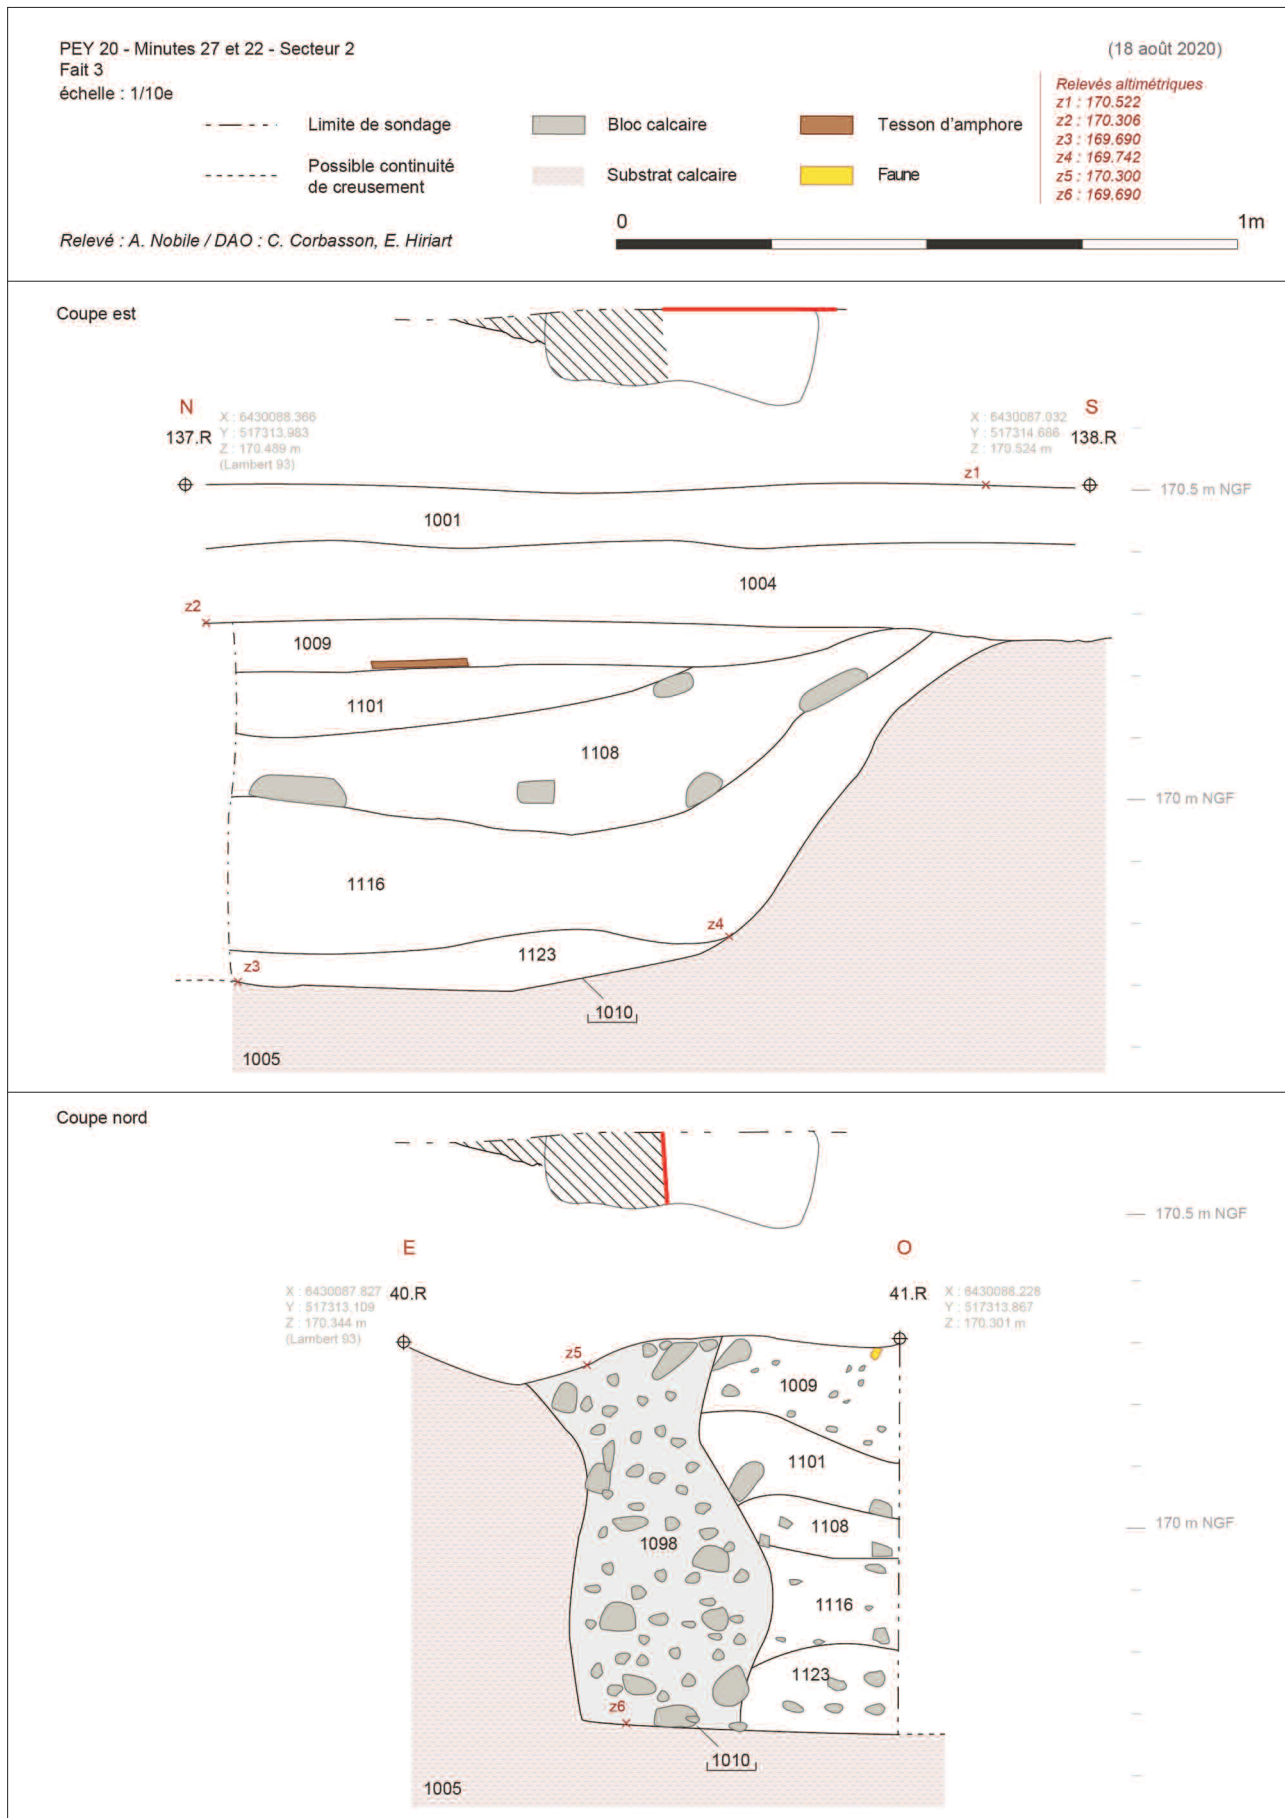 PEY 20 - Minutes 27 et 22 - Secteur 2
Fait 3
échelle : 1/10e
(18 août 2020)
Limite de sondage
Possible continuité
de creusement
Bloc calcaire
Substrat calcaire
Tesson d'amphore
Faune
Relevés altimétriques
z1 : 170.522
z2 : 170.306
z3 : 169.690
z4 : 169.742
z5 : 170.300
z6 : 169.690
Relevé : A. Nobile / DAO : C. Corbasson, E. Hiriart
0
1m
Coupe est
N
137.R
X : 6430088.366
Y : 517313.983
Z : 170.489 m
(Lambert 93)
X : 6430087.032
Y : 517314.686
Z : 170.524 m
S
138.R
z1
170.5 m NGF
1001
1004
z2
1009
1101
1108
170 m NGF
1116
z4
1123
z3
1010
1005
Coupe nord
170.5 m NGF
E
O
X : 6430087.827
Y : 517313.109
Z : 170.344 m
(Lambert 93)
40.R
41.R
X : 6430088.228
Y : 517313.867
Z : 170.301 m
z5
1009
1101
1108
170 m NGF
1098
1116
1123
z6
1010
1005